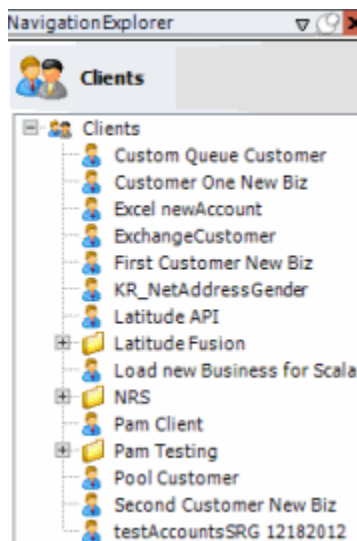 NavigationExplorer
Clients
Clients
Custom Queue Customer
Customer One New Biz
Excel newAccount
ExchangeCustomer
First Customer New Biz
KR_NetAddressGender
Latitude API
Latitude Fusion
Load new Business for Scala
NRS
Pam Client
Pam Testing
Pool Customer
Second Customer New Biz
testAccountsSRG 12182012